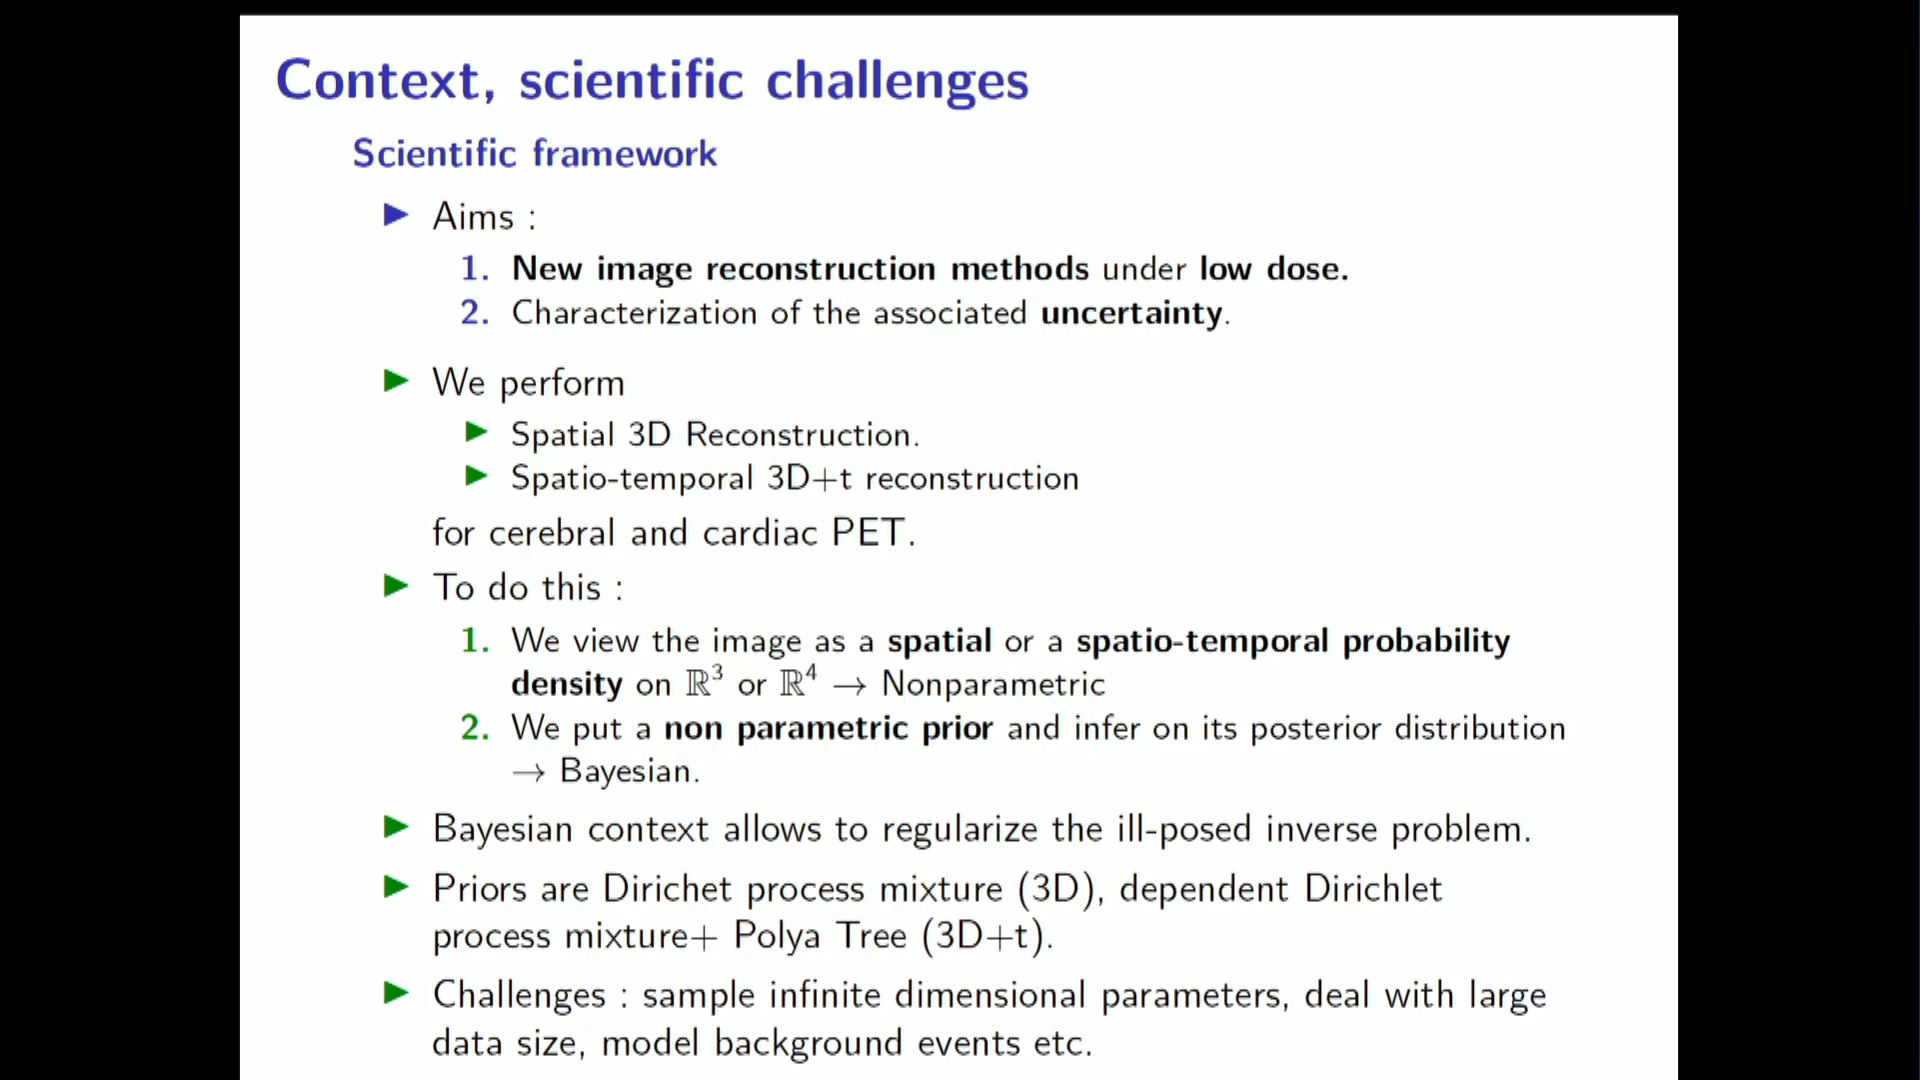 Context, scientific challenges
Scientific framework
▶ Aims :
1. New image reconstruction methods under low dose.
2. Characterization of the associated uncertainty.
▶ We perform
▶ Spatial 3D Reconstruction.
▶ Spatio-temporal 3D+t reconstruction
for cerebral and cardiac PET.
▶ To do this :
1. We view the image as a spatial or a spatio-temporal probability
density on ℝ³ or ℝ⁴ → Nonparametric
2. We put a non parametric prior and infer on its posterior distribution
→ Bayesian.
▶ Bayesian context allows to regularize the ill-posed inverse problem.
▶ Priors are Dirichet process mixture (3D), dependent Dirichlet
process mixture+ Polya Tree (3D+t).
▶ Challenges : sample infinite dimensional parameters, deal with large
data size, model background events etc.